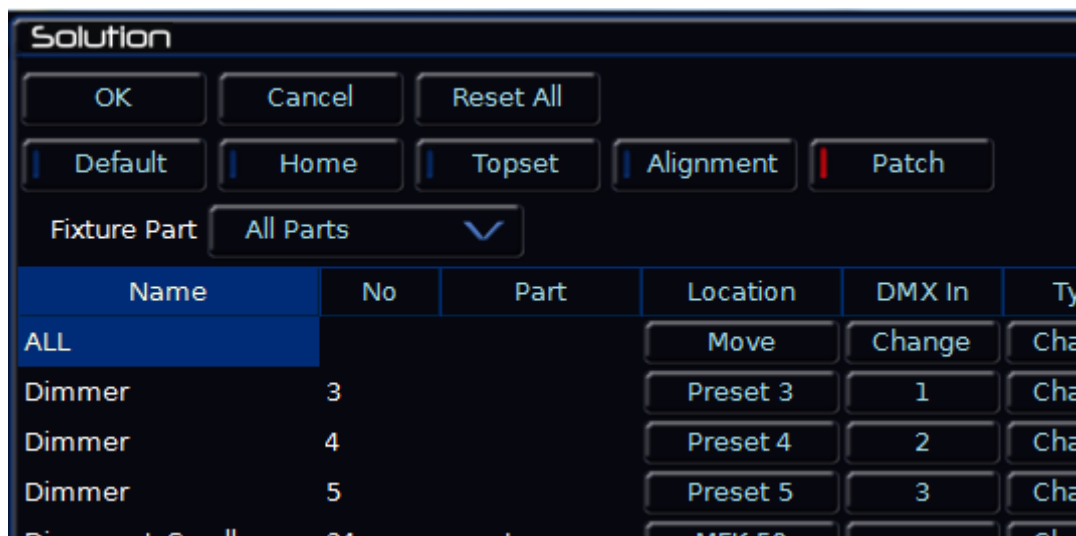 Solution
OK Cancel Reset All
Default Home Topset Alignment Patch
Fixture Part All Parts
Name No Part Location DMX In
ALL Move Change
Dimmer 3 Preset 3 1
Dimmer 4 Preset 4 2
Dimmer 5 Preset 5 3